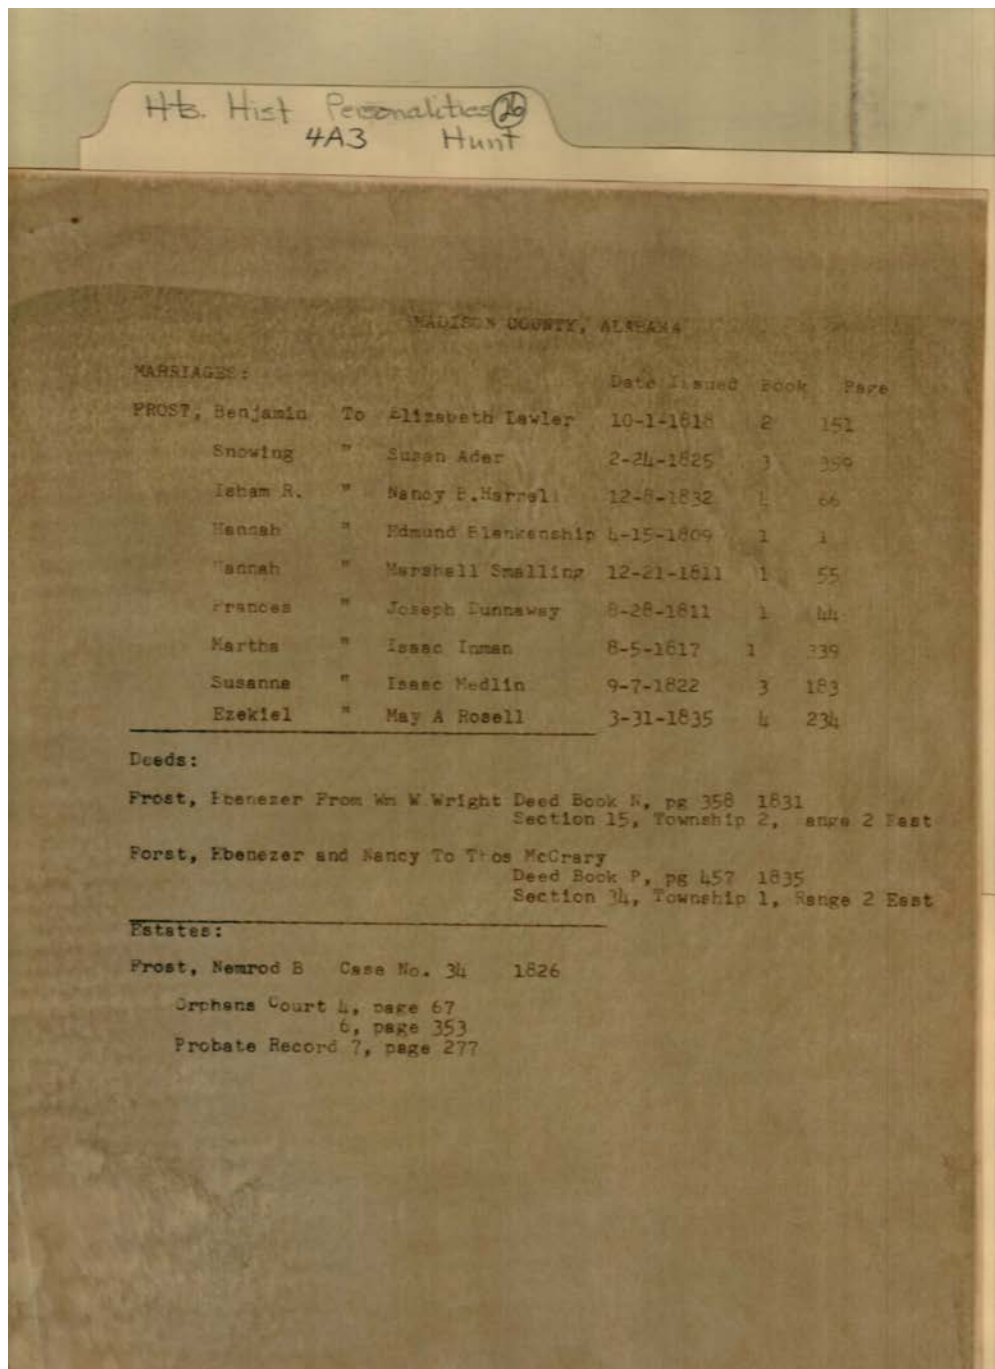 Hts. Hist Personalities 26
4A3 Hunt
MADISON COUNTY, ALABAMA
MARRIAGES: Date Issued Book Page
FROST, Benjamin To Elizabeth Lawler 10-1-1818 2 151
Snowing " Susan Ader 2-24-1825 3 359
Isham R. " Nancy B.Harrell 12-8-1832 4 66
Hannah " Edmund Blankenship 4-15-1809 1 1
Hannah " Marshall Smalling 12-21-1811 1 55
Frances " Joseph Dunnaway 8-28-1811 1 44
Martha " Isaac Inman 8-5-1817 1 339
Susanna " Isaac Medlin 9-7-1822 3 183
Ezekiel " May A Rosell 3-31-1835 4 234
Deeds:
Frost, Ebenezer From Wm W Wright Deed Book N, pg 358 1831
Section 15, Township 2, ange 2 East
Forst, Ebenezer and Nancy To Thos McCrary
Deed Book P, pg 457 1835
Section 34, Township 1, Range 2 East
Estates:
Frost, Nemrod B Case No. 34 1826
Orphans Court 4, page 67
6, page 353
Probate Record 7, page 277